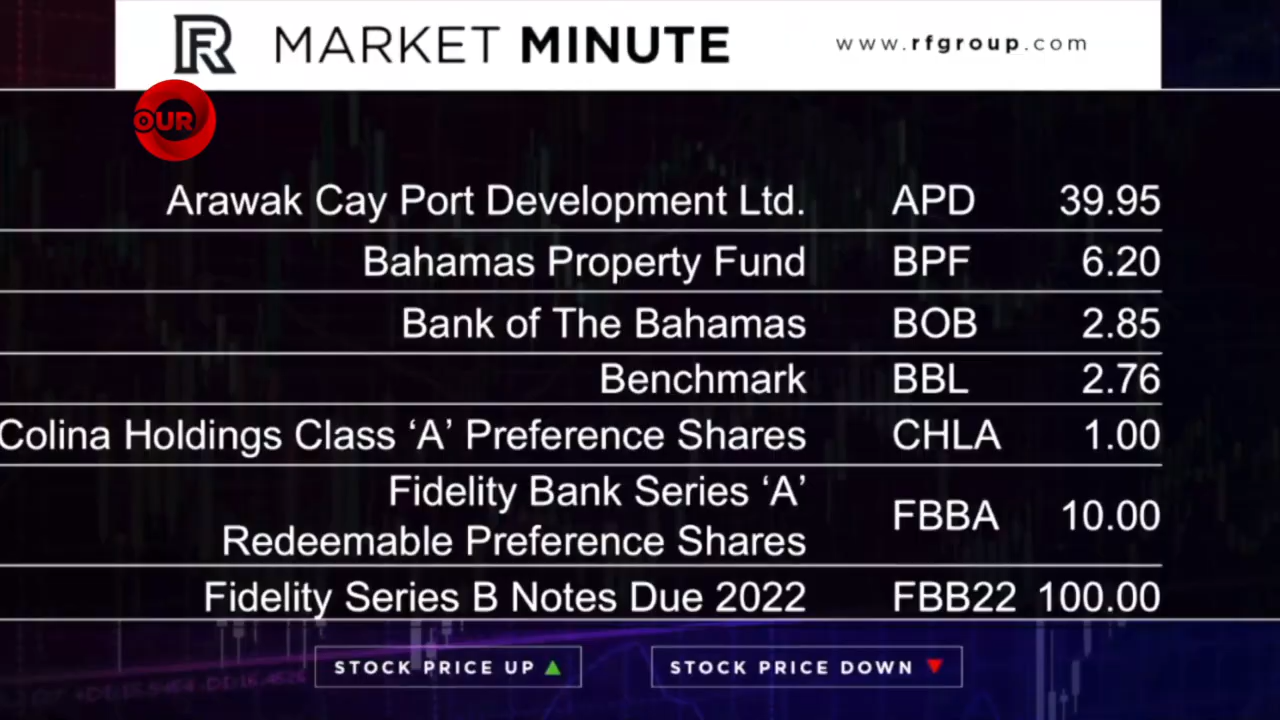 R MARKET MINUTE www.rfgroup.com
OUR
Arawak Cay Port Development Ltd. APD 39.95
Bahamas Property Fund BPF 6.20
Bank of The Bahamas BOB 2.85
Benchmark BBL 2.76
Colina Holdings Class ‘A’ Preference Shares CHLA 1.00
Fidelity Bank Series ‘A’
Redeemable Preference Shares FBBA 10.00
Fidelity Series B Notes Due 2022 FBB22 100.00
STOCK PRICE UP STOCK PRICE DOWN